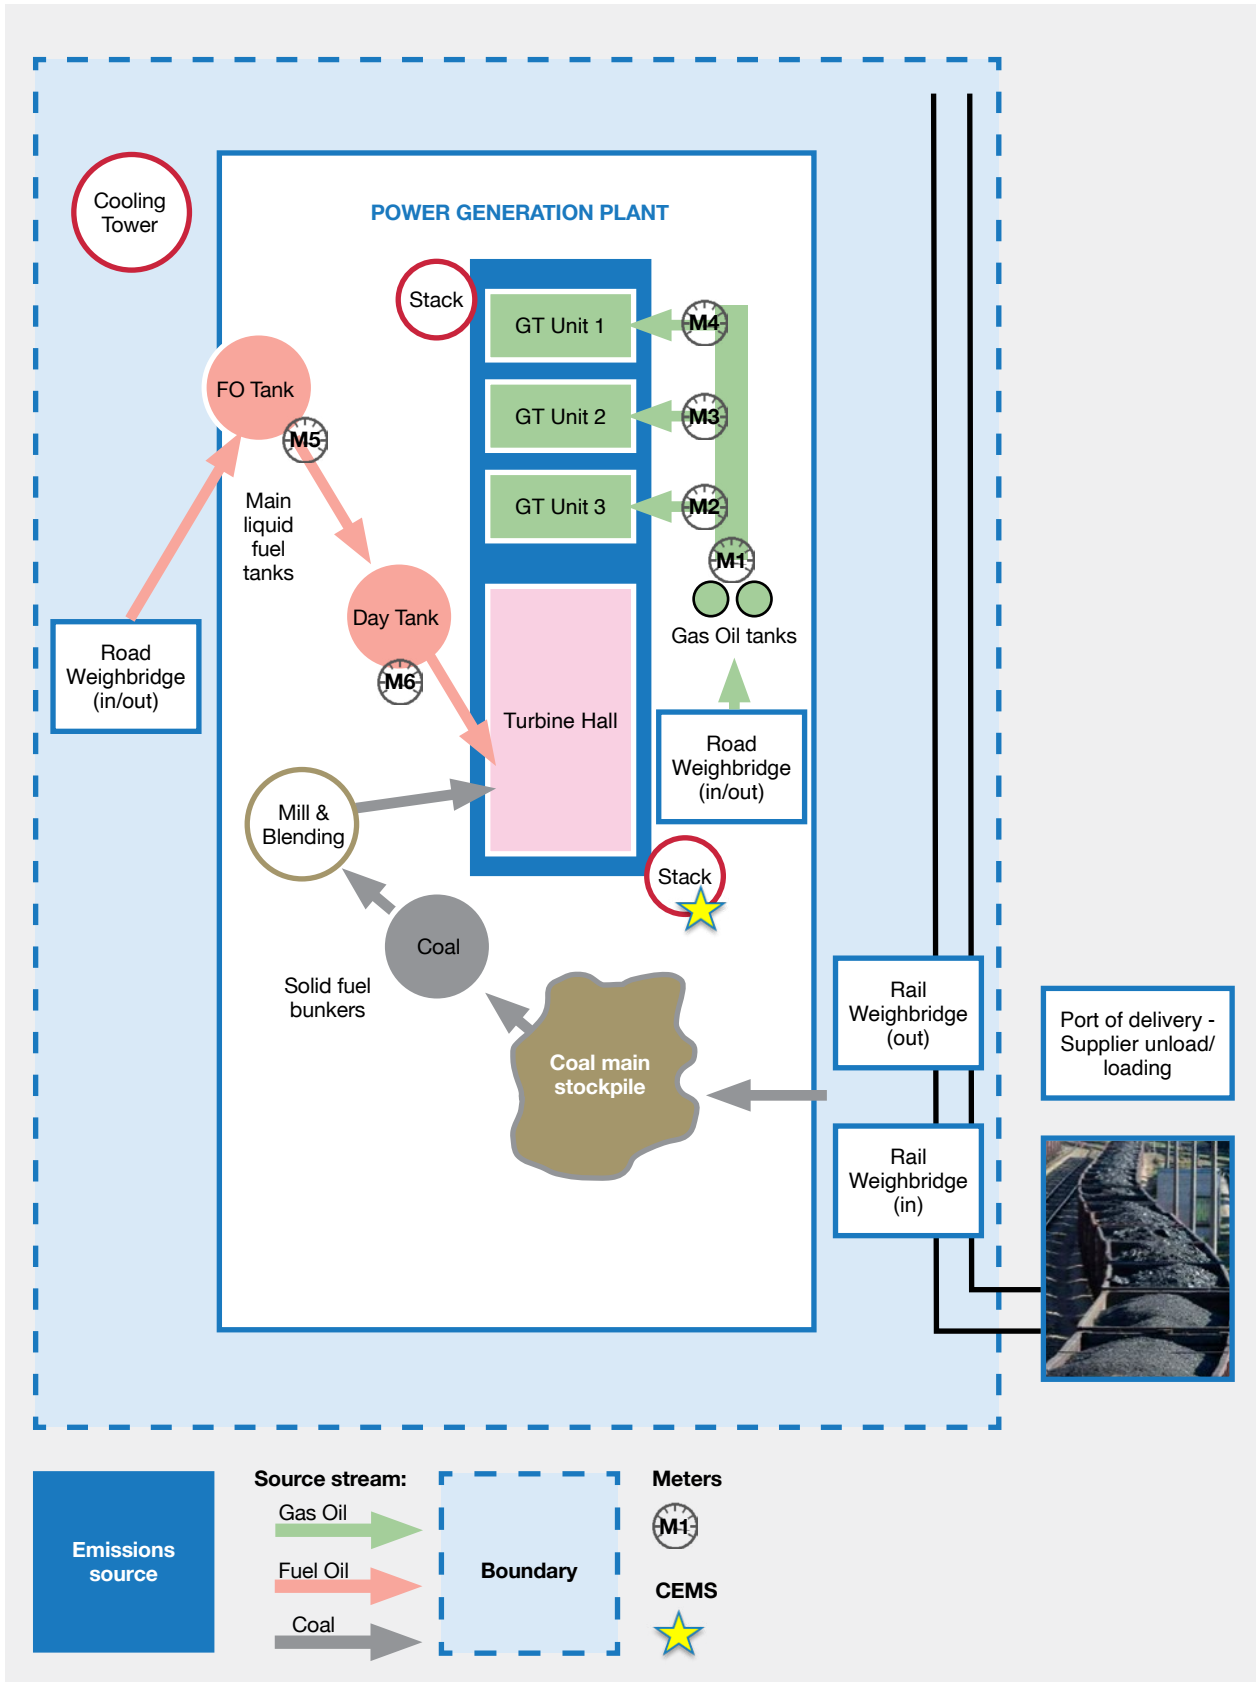 Cooling
Tower
POWER GENERATION PLANT
Stack
GT Unit 1
M4
FO Tank
GT Unit 2
M3
M5
Main
liquid
fuel
tanks
GT Unit 3
M2
M1
Day Tank
Gas Oil tanks
Road
Weighbridge
(in/out)
M6
Turbine Hall
Road
Weighbridge
(in/out)
Mill &
Blending
Stack
Coal
Solid fuel
bunkers
Coal main
stockpile
Rail
Weighbridge
(out)
Port of delivery -
Supplier unload/
loading
Rail
Weighbridge
(in)
Emissions
source
Source stream:
Gas Oil
Fuel Oil
Coal
Boundary
Meters
M1
CEMS